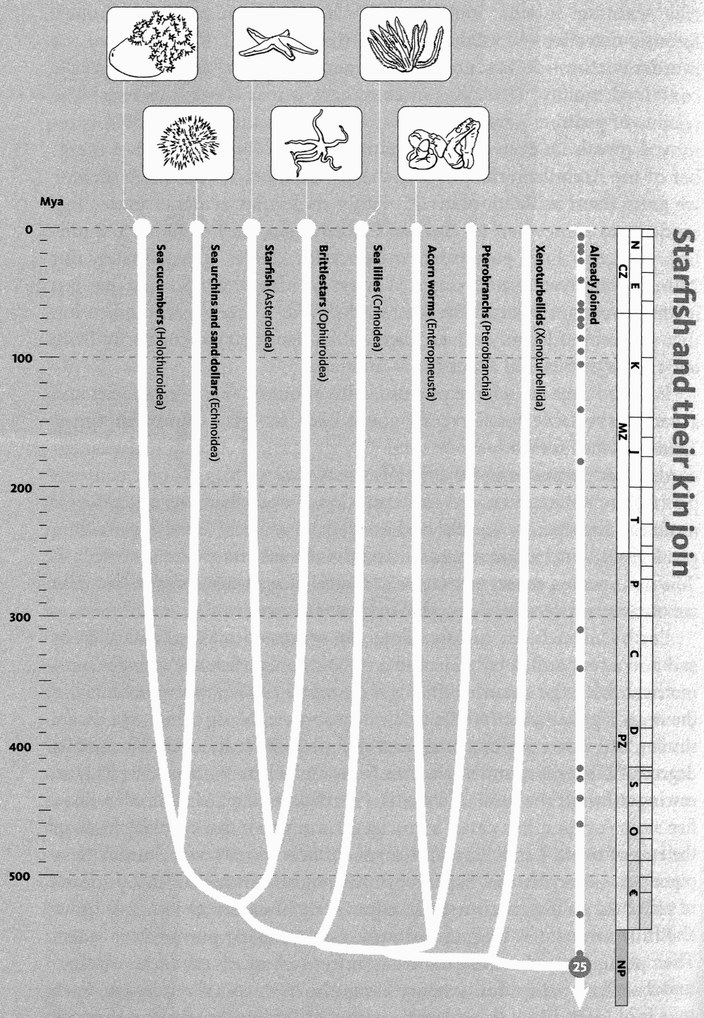 Starfish and their kin join
Mya
0
100
200
300
400
500
Sea cucumbers (Holothuroidea)
Sea urchins and sand dollars (Echinoidea)
Starfish (Asteroidea)
Brittlestars (Ophiuroidea)
Sea lilies (Crinoidea)
Acorn worms (Enteropneusta)
Pterobranchs (Pterobranchia)
Xenoturbellids (Xenoturbellida)
Already joined
N
E
K
J
T
P
C
D
S
O
Є
CZ
MZ
PZ
NP
25